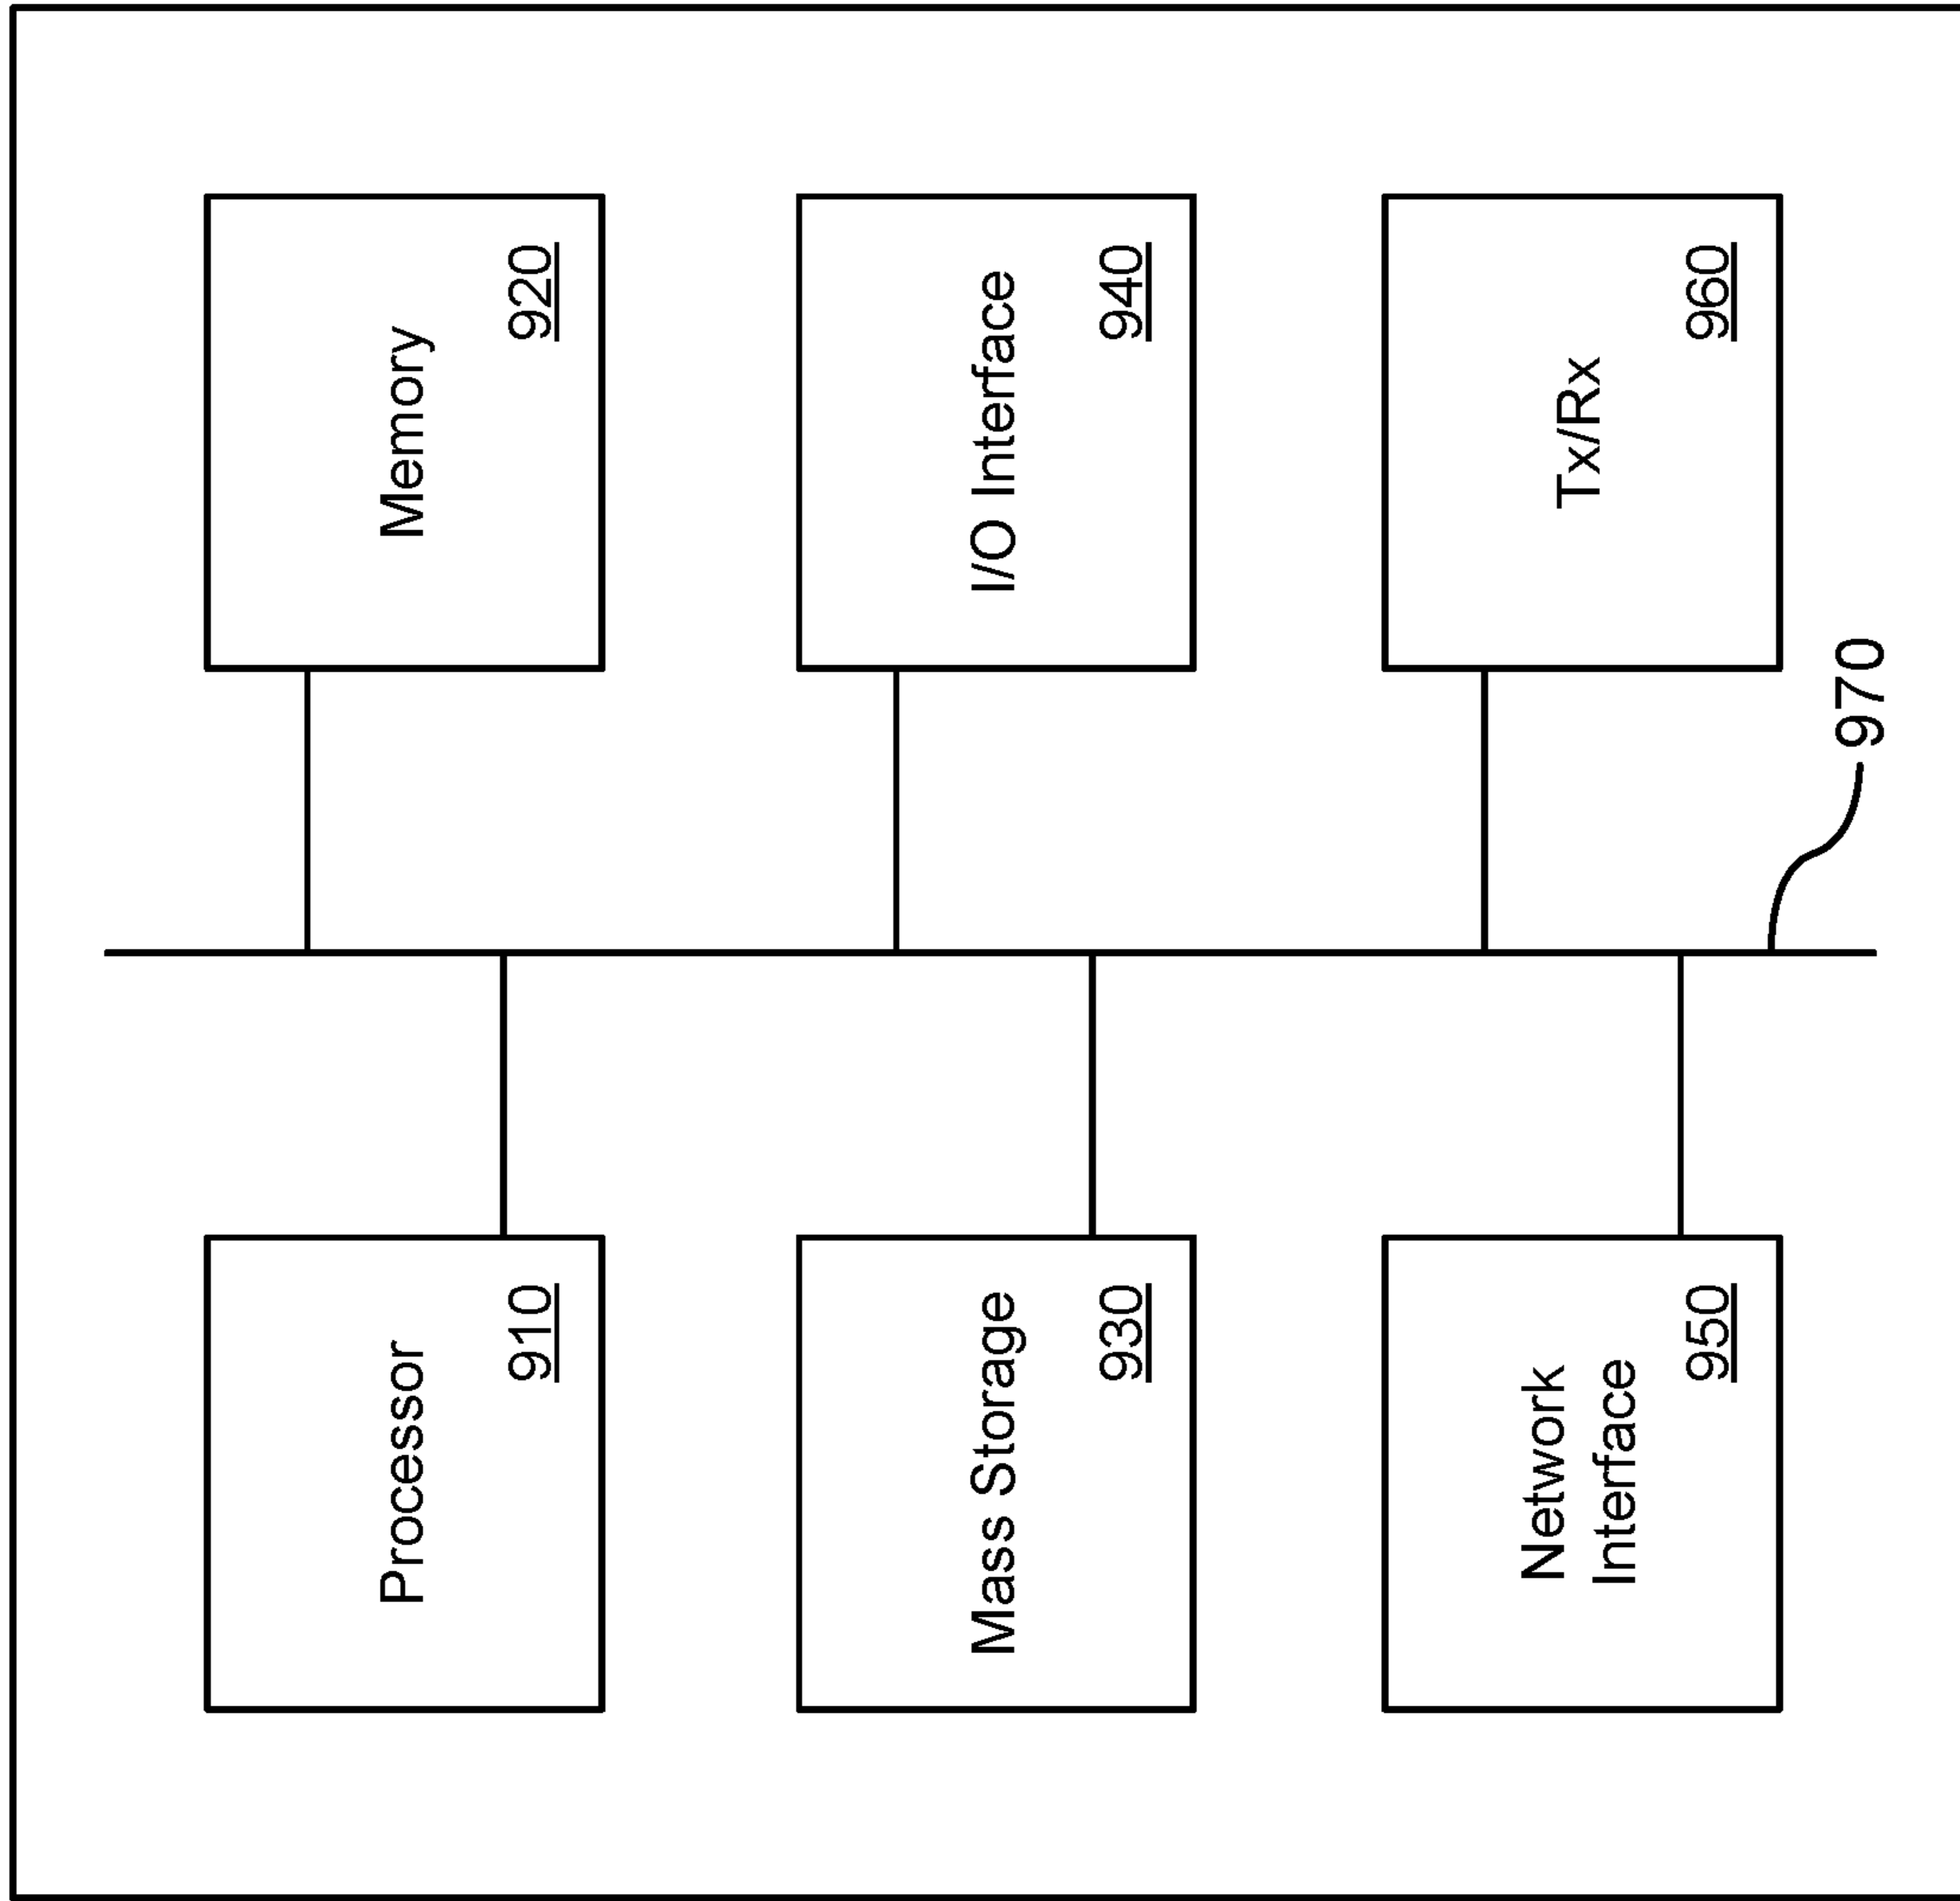 Processor
910
Mass Storage
930
Network
Interface
950
Memory
920
I/O Interface
940
Tx/Rx
960
970